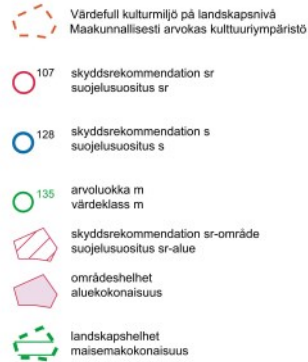 Värdefull kulturmiljö på landskapsnivå
Maakunnallisesti arvokas kulttuuriympäristö
107 skyddsrekommendation sr
suojelusuositus sr
128 skyddsrekommendation s
suojelusuositus s
135 arvoluokka m
värdeklass m
skyddsrekommendation sr-område
suojelusuositus sr-alue
områdeshelhet
aluekokonaisuus
landskapshelhet
maisemakokonaisuus